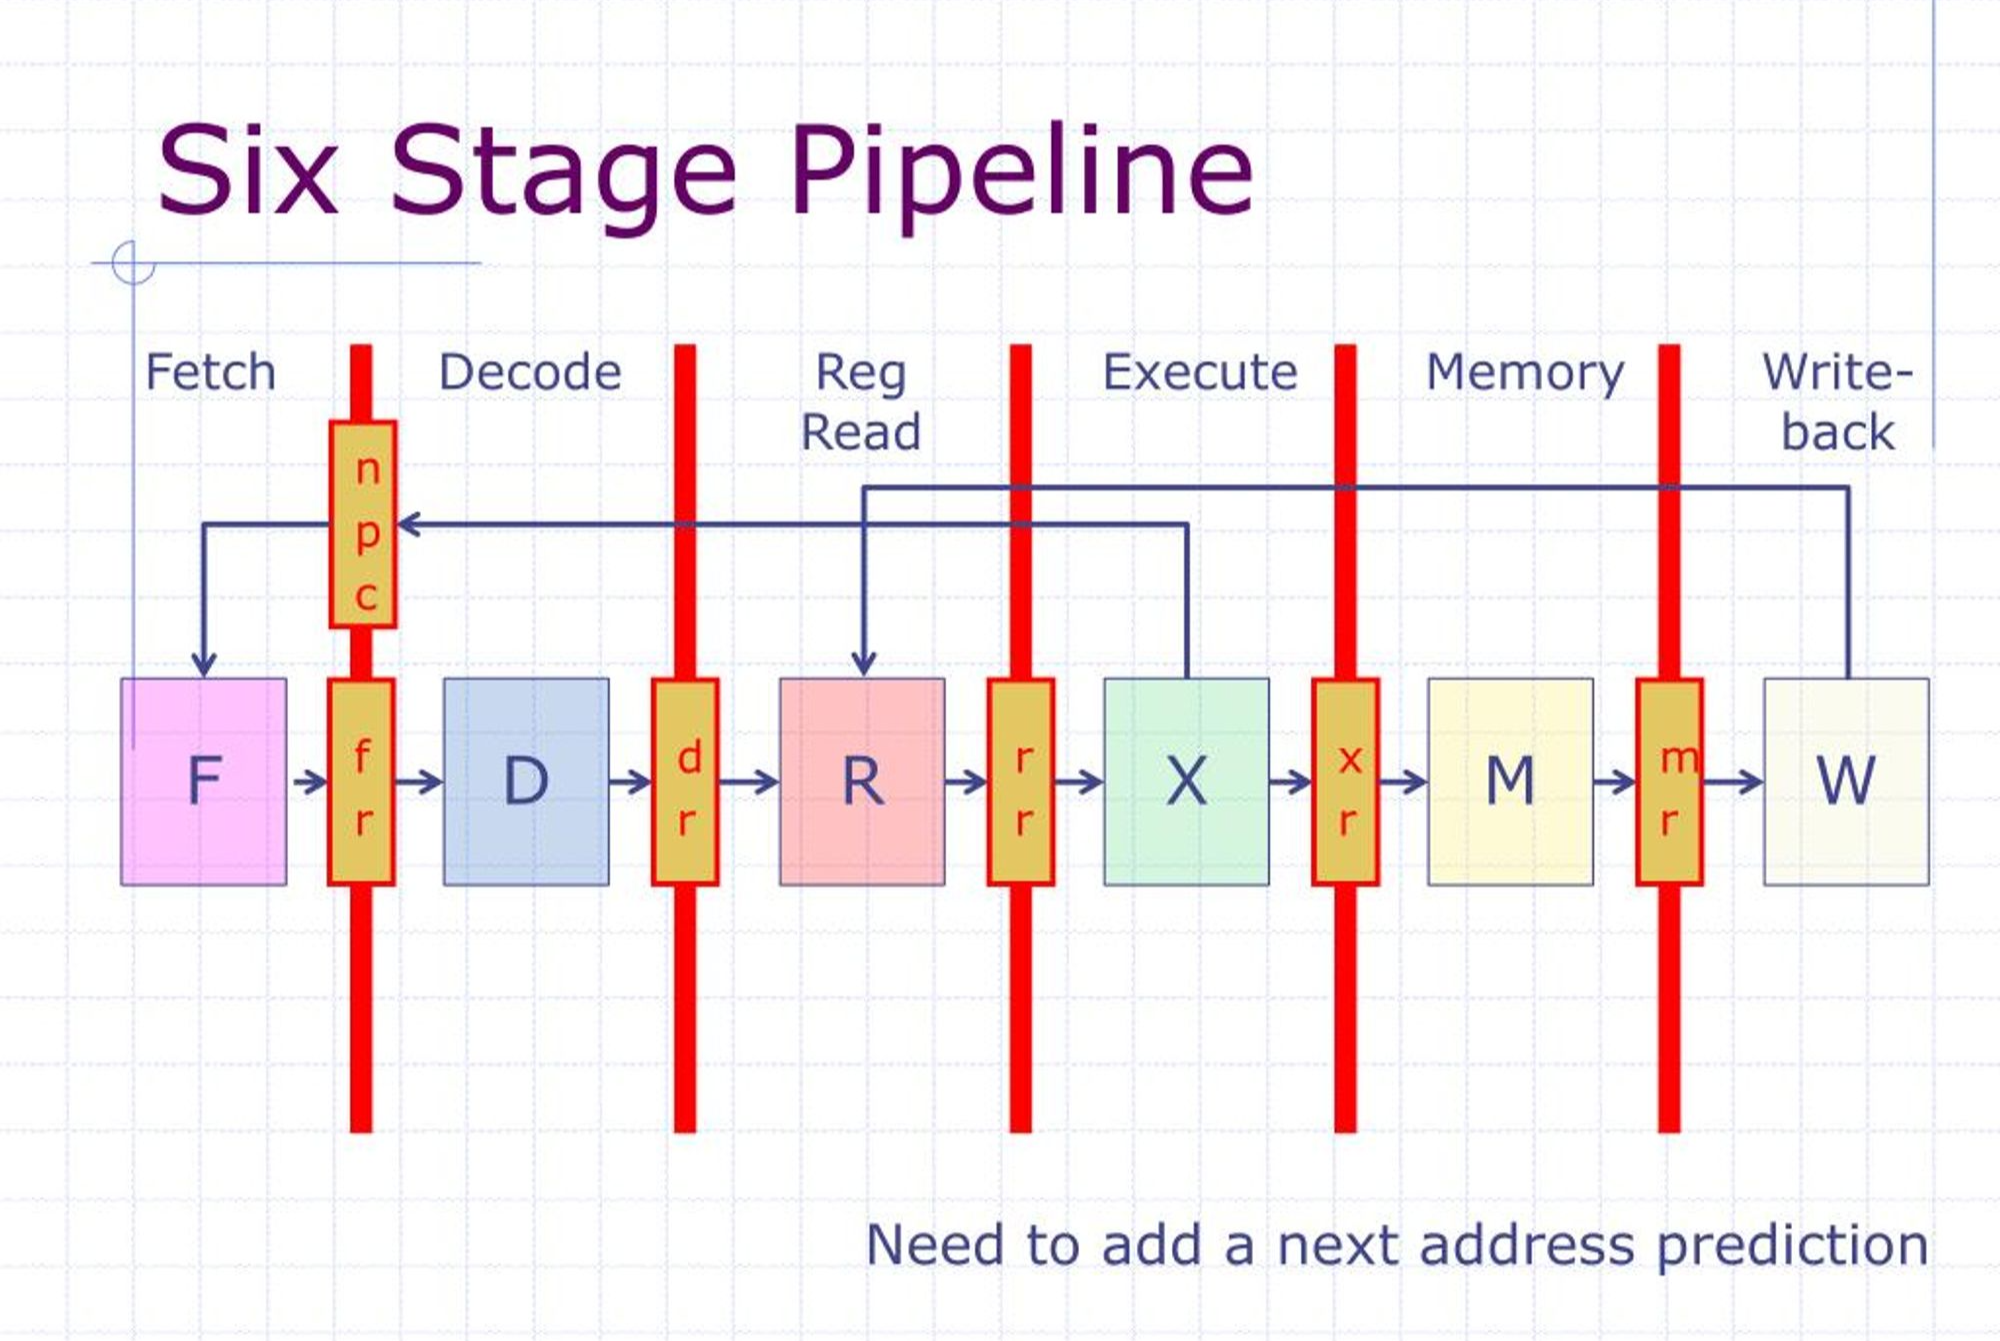 Six Stage Pipeline
Fetch
Decode
Reg
Read
Execute
Memory
Write-
back
n
p
c
F
f
r
D
d
r
R
r
r
X
x
r
M
m
r
W
Need to add a next address prediction